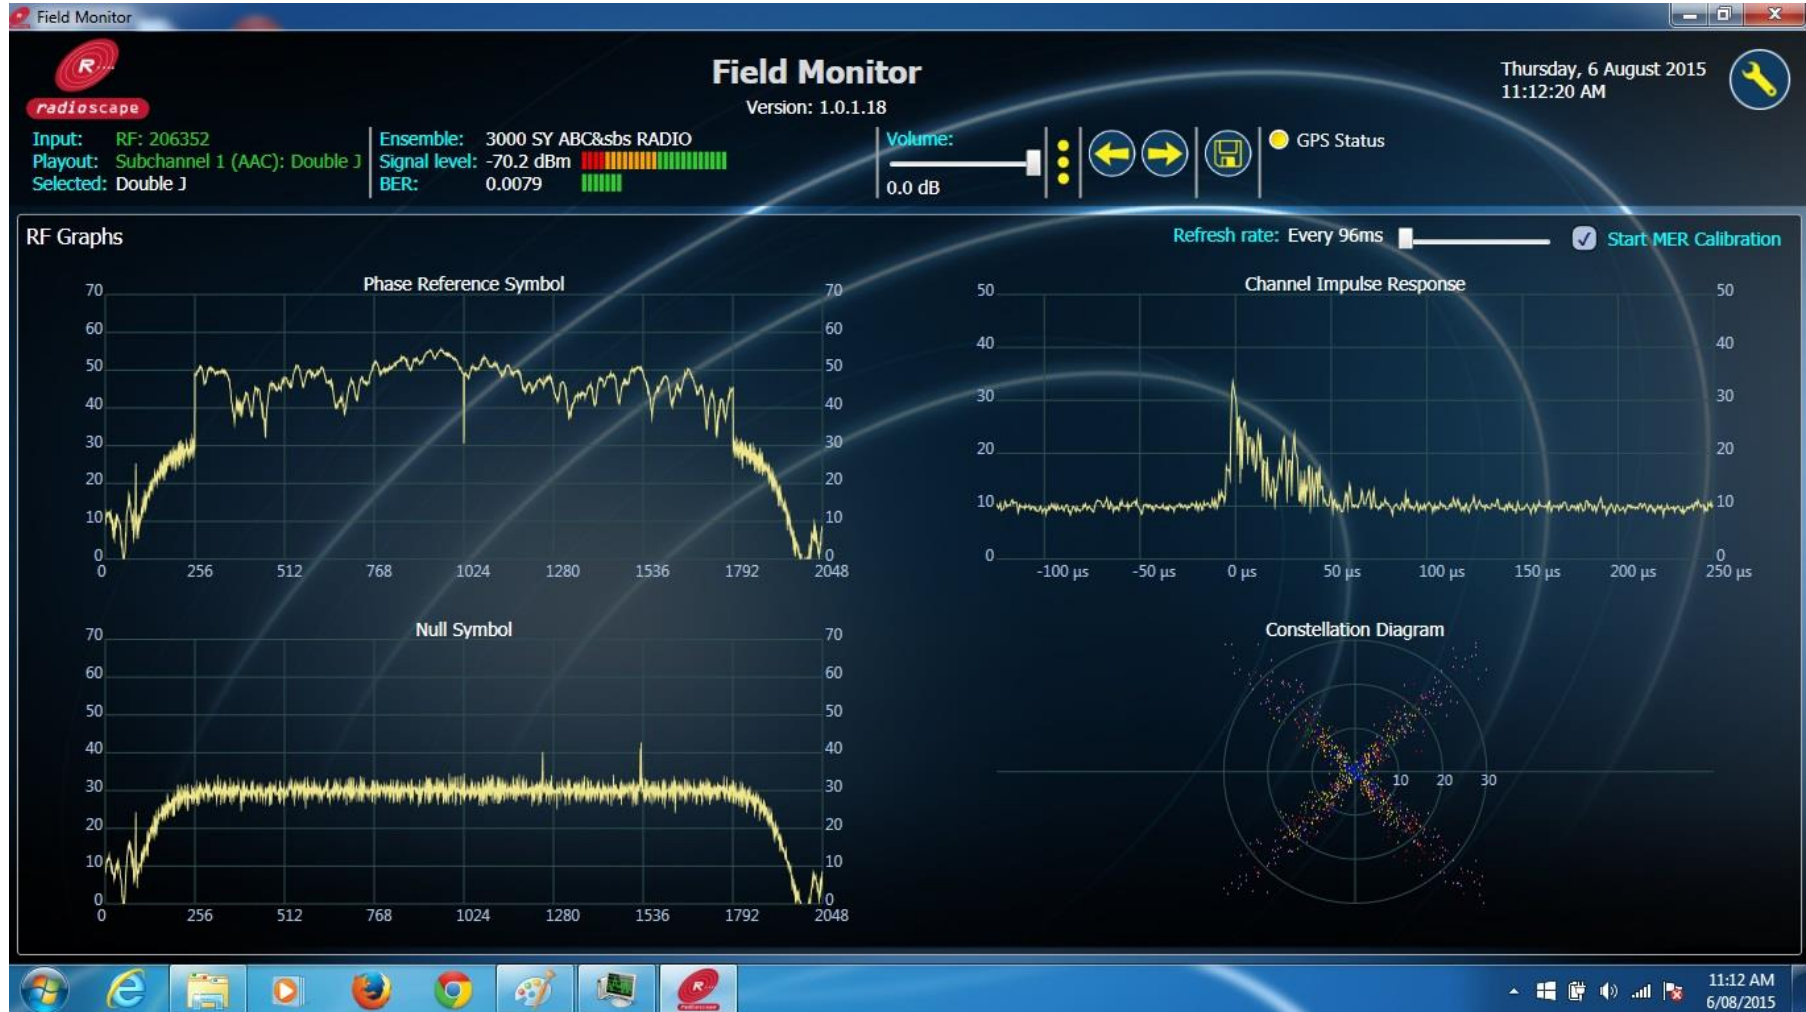 Field Monitor
R
radioscape
Field Monitor
Version: 1.0.1.18
Thursday, 6 August 2015
11:12:20 AM
Input: RF: 206352
Playout: Subchannel 1 (AAC): Double J
Selected: Double J
Ensemble: 3000 SY ABC&sbs RADIO
Signal level: -70.2 dBm
BER: 0.0079
Volume:
0.0 dB
GPS Status
RF Graphs
Refresh rate: Every 96ms
Start MER Calibration
Phase Reference Symbol
70 70
60 60
50 50
40 40
30 30
20 20
10 10
0 0
0 256 512 768 1024 1280 1536 1792 2048
Channel Impulse Response
50 50
40 40
30 30
20 20
10 10
0 0
-100 µs -50 µs 0 µs 50 µs 100 µs 150 µs 200 µs 250 µs
Null Symbol
70 70
60 60
50 50
40 40
30 30
20 20
10 10
0 0
0 256 512 768 1024 1280 1536 1792 2048
Constellation Diagram
10 20 30
R
radioscape
11:12 AM
6/08/2015